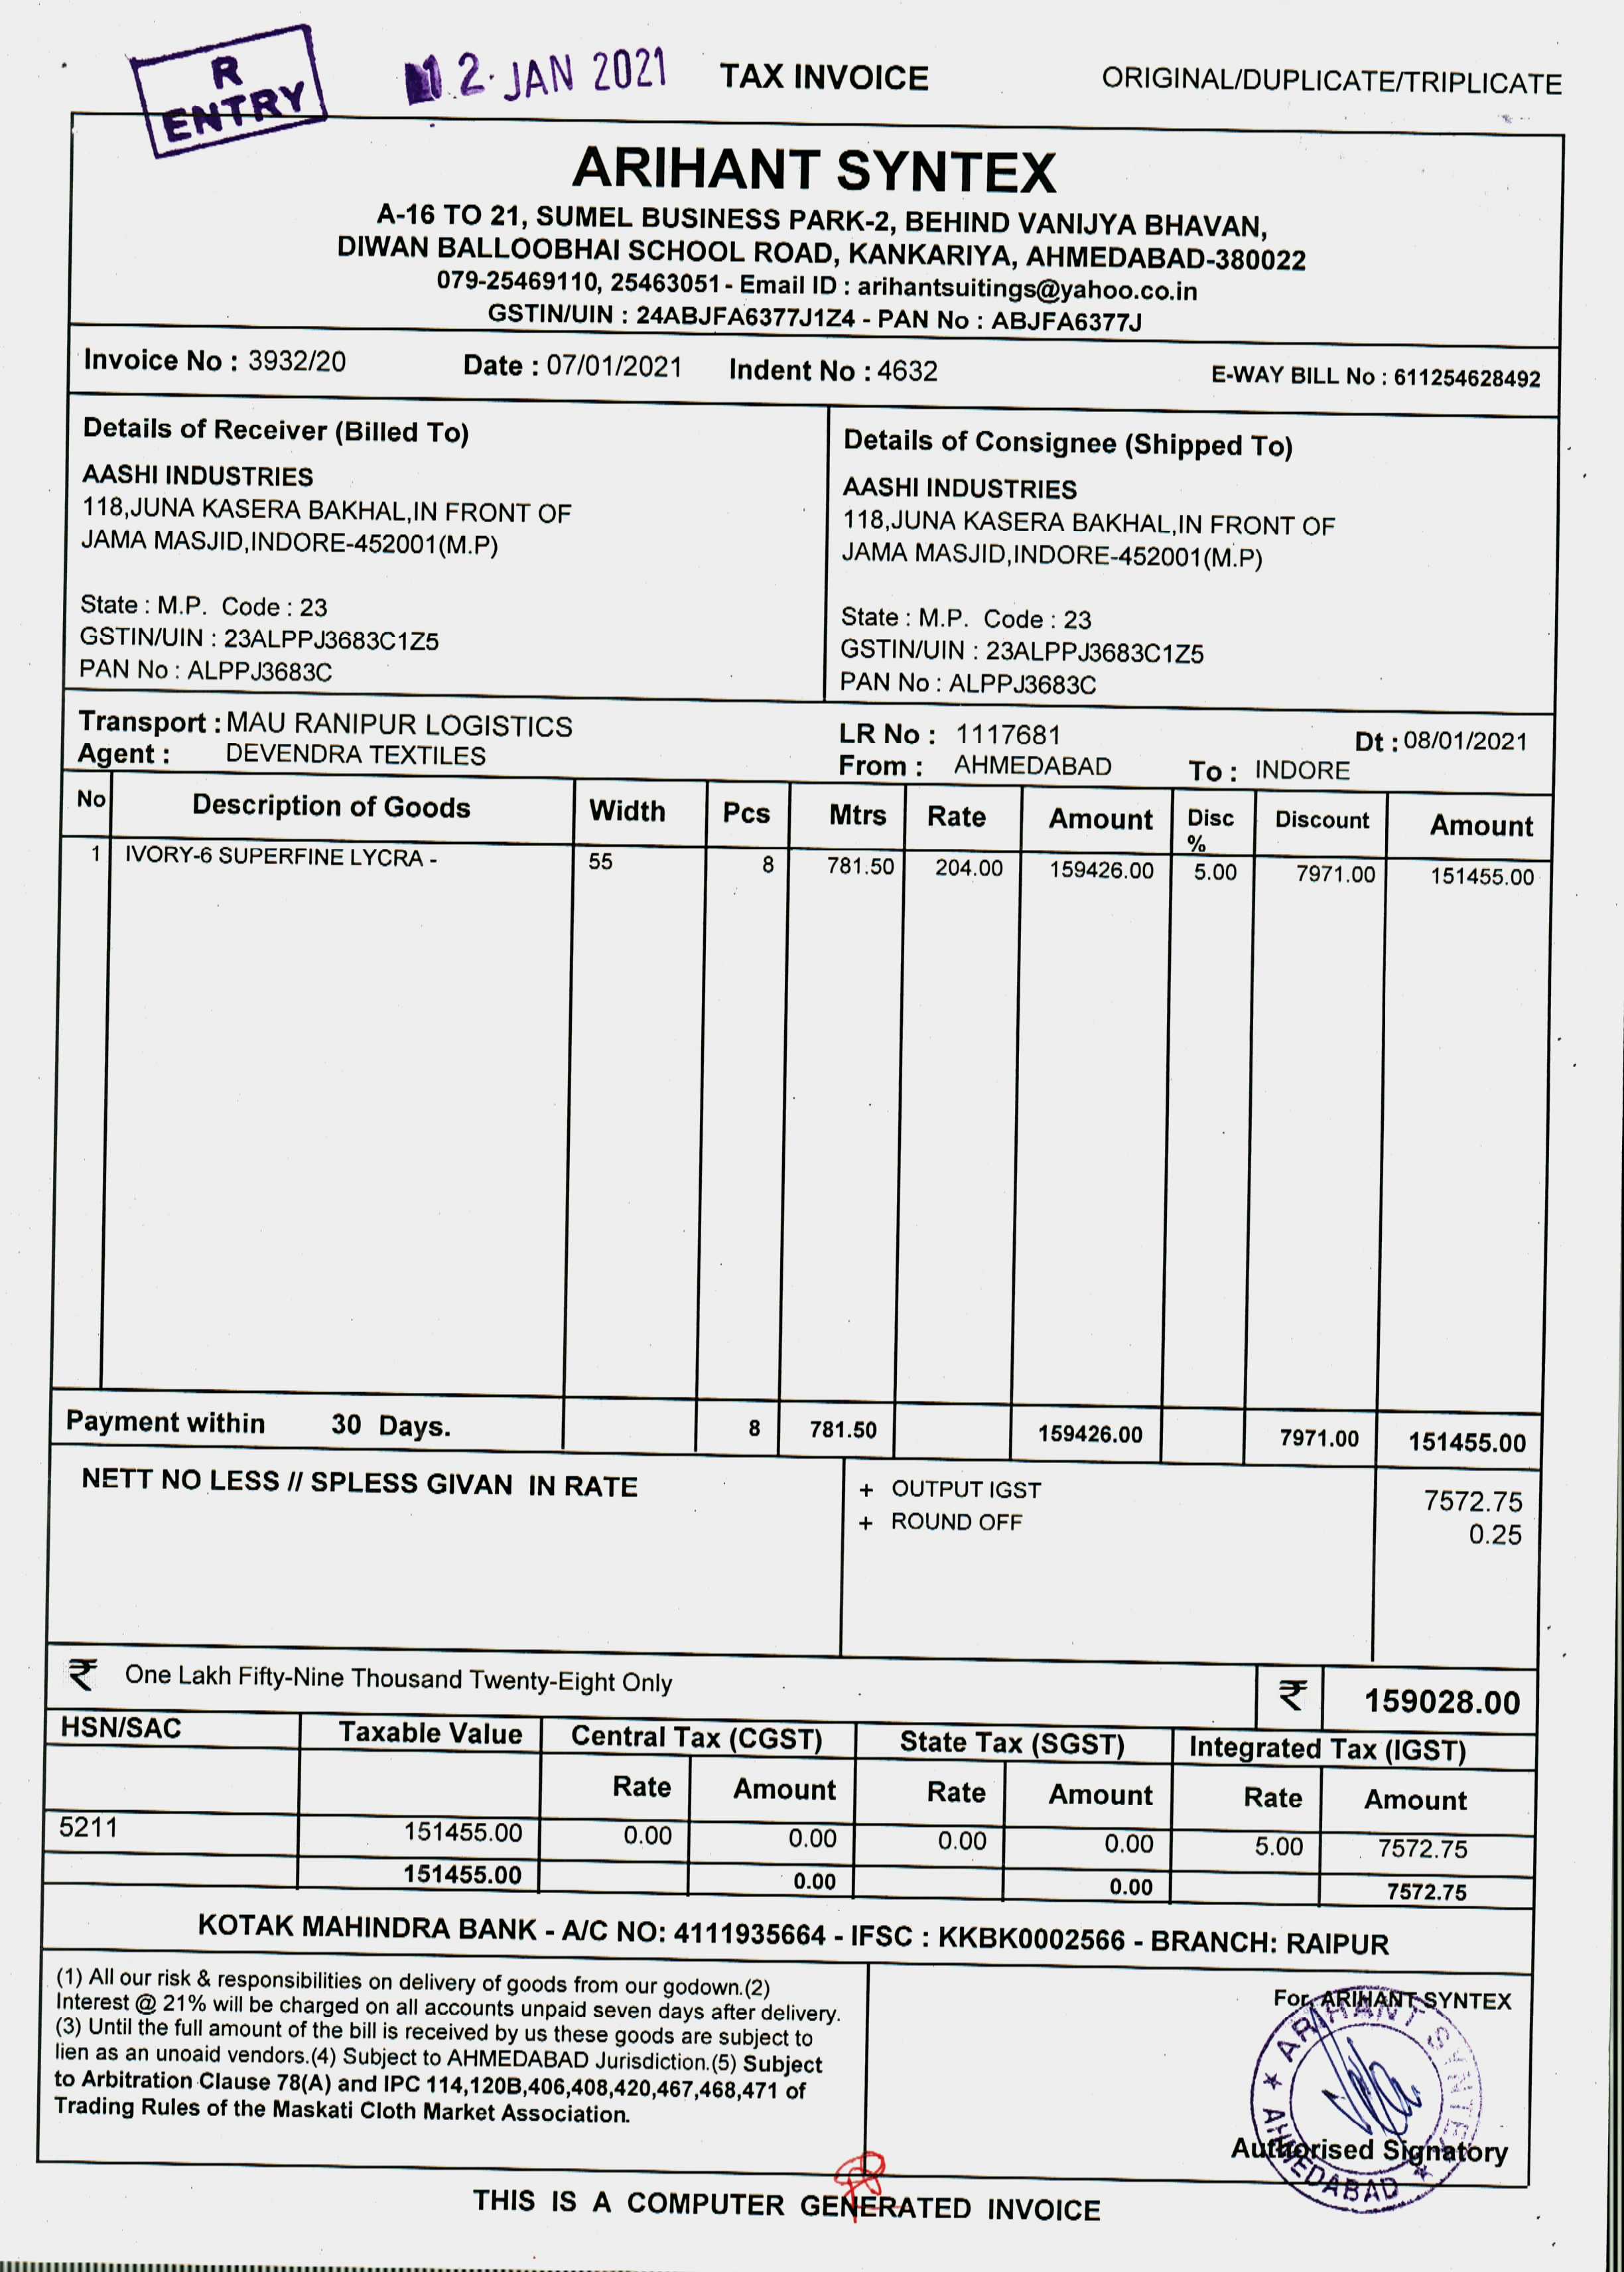 R
ENTRY
12 JAN 2021
TAX INVOICE
ORIGINAL/DUPLICATE/TRIPLICATE
ARIHANT SYNTEX
A-16 TO 21, SUMEL BUSINESS PARK-2, BEHIND VANIJYA BHAVAN,
DIWAN BALLOOBHAI SCHOOL ROAD, KANKARIYA, AHMEDABAD-380022
079-25469110, 25463051 - Email ID : arihantsuitings@yahoo.co.in
GSTIN/UIN : 24ABJFA6377J1Z4 - PAN No : ABJFA6377J
Invoice No : 3932/20 Date : 07/01/2021 Indent No : 4632 E-WAY BILL No : 611254628492
Details of Receiver (Billed To)
AASHI INDUSTRIES
118,JUNA KASERA BAKHAL,IN FRONT OF
JAMA MASJID,INDORE-452001(M.P)
State : M.P. Code : 23
GSTIN/UIN : 23ALPPJ3683C1Z5
PAN No : ALPPJ3683C
Details of Consignee (Shipped To)
AASHI INDUSTRIES
118,JUNA KASERA BAKHAL,IN FRONT OF
JAMA MASJID,INDORE-452001(M.P)
State : M.P. Code : 23
GSTIN/UIN : 23ALPPJ3683C1Z5
PAN No : ALPPJ3683C
Transport : MAU RANIPUR LOGISTICS LR No : 1117681 Dt : 08/01/2021
Agent : DEVENDRA TEXTILES From : AHMEDABAD To : INDORE
No Description of Goods Width Pcs Mtrs Rate Amount Disc % Discount Amount
1 IVORY-6 SUPERFINE LYCRA - 55 8 781.50 204.00 159426.00 5.00 7971.00 151455.00
Payment within 30 Days. 8 781.50 159426.00 7971.00 151455.00
NETT NO LESS // SPLESS GIVAN IN RATE
+ OUTPUT IGST 7572.75
+ ROUND OFF 0.25
₹ One Lakh Fifty-Nine Thousand Twenty-Eight Only ₹ 159028.00
HSN/SAC Taxable Value Central Tax (CGST) State Tax (SGST) Integrated Tax (IGST)
Rate Amount Rate Amount Rate Amount
5211 151455.00 0.00 0.00 0.00 0.00 5.00 7572.75
151455.00 0.00 0.00 7572.75
KOTAK MAHINDRA BANK - A/C NO: 4111935664 - IFSC : KKBK0002566 - BRANCH: RAIPUR
(1) All our risk & responsibilities on delivery of goods from our godown.(2)
Interest @ 21% will be charged on all accounts unpaid seven days after delivery.
(3) Until the full amount of the bill is received by us these goods are subject to
lien as an unoaid vendors.(4) Subject to AHMEDABAD Jurisdiction.(5) Subject
to Arbitration Clause 78(A) and IPC 114,120B,406,408,420,467,468,471 of
Trading Rules of the Maskati Cloth Market Association.
For, ARIHANT SYNTEX
ARIHANT SYNTEX
AHMEDABAD
Authorised Signatory
THIS IS A COMPUTER GENERATED INVOICE